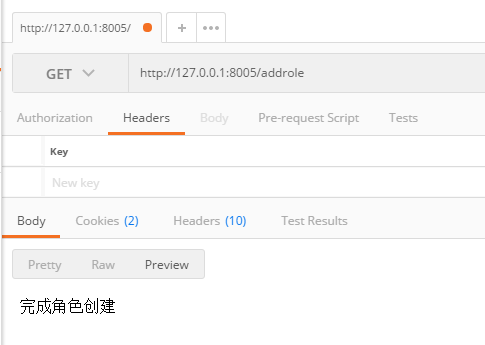 http://127.0.0.1:8005/
+ •••
GET http://127.0.0.1:8005/addrole
Authorization Headers Body Pre-request Script Tests
Key
New key
Body Cookies (2) Headers (10) Test Results
Pretty Raw Preview
完成角色创建